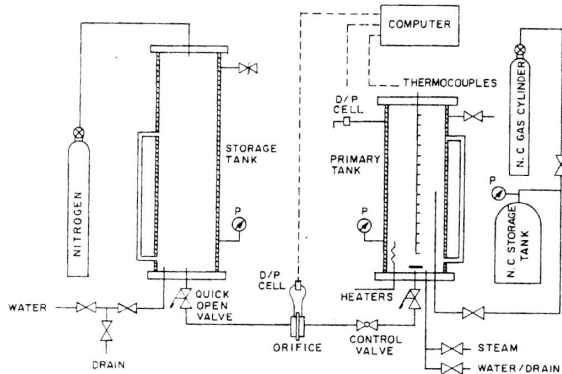 COMPUTER
THERMOCOUPLES
D/P
CELL
N.C GAS CYLINDER
STORAGE
TANK
PRIMARY
TANK
NITROGEN
P
P
P
N.C STORAGE
TANK
D/P
CELL
HEATERS
WATER
QUICK
OPEN
VALVE
ORIFICE
CONTROL
VALVE
STEAM
DRAIN
WATER/DRAIN